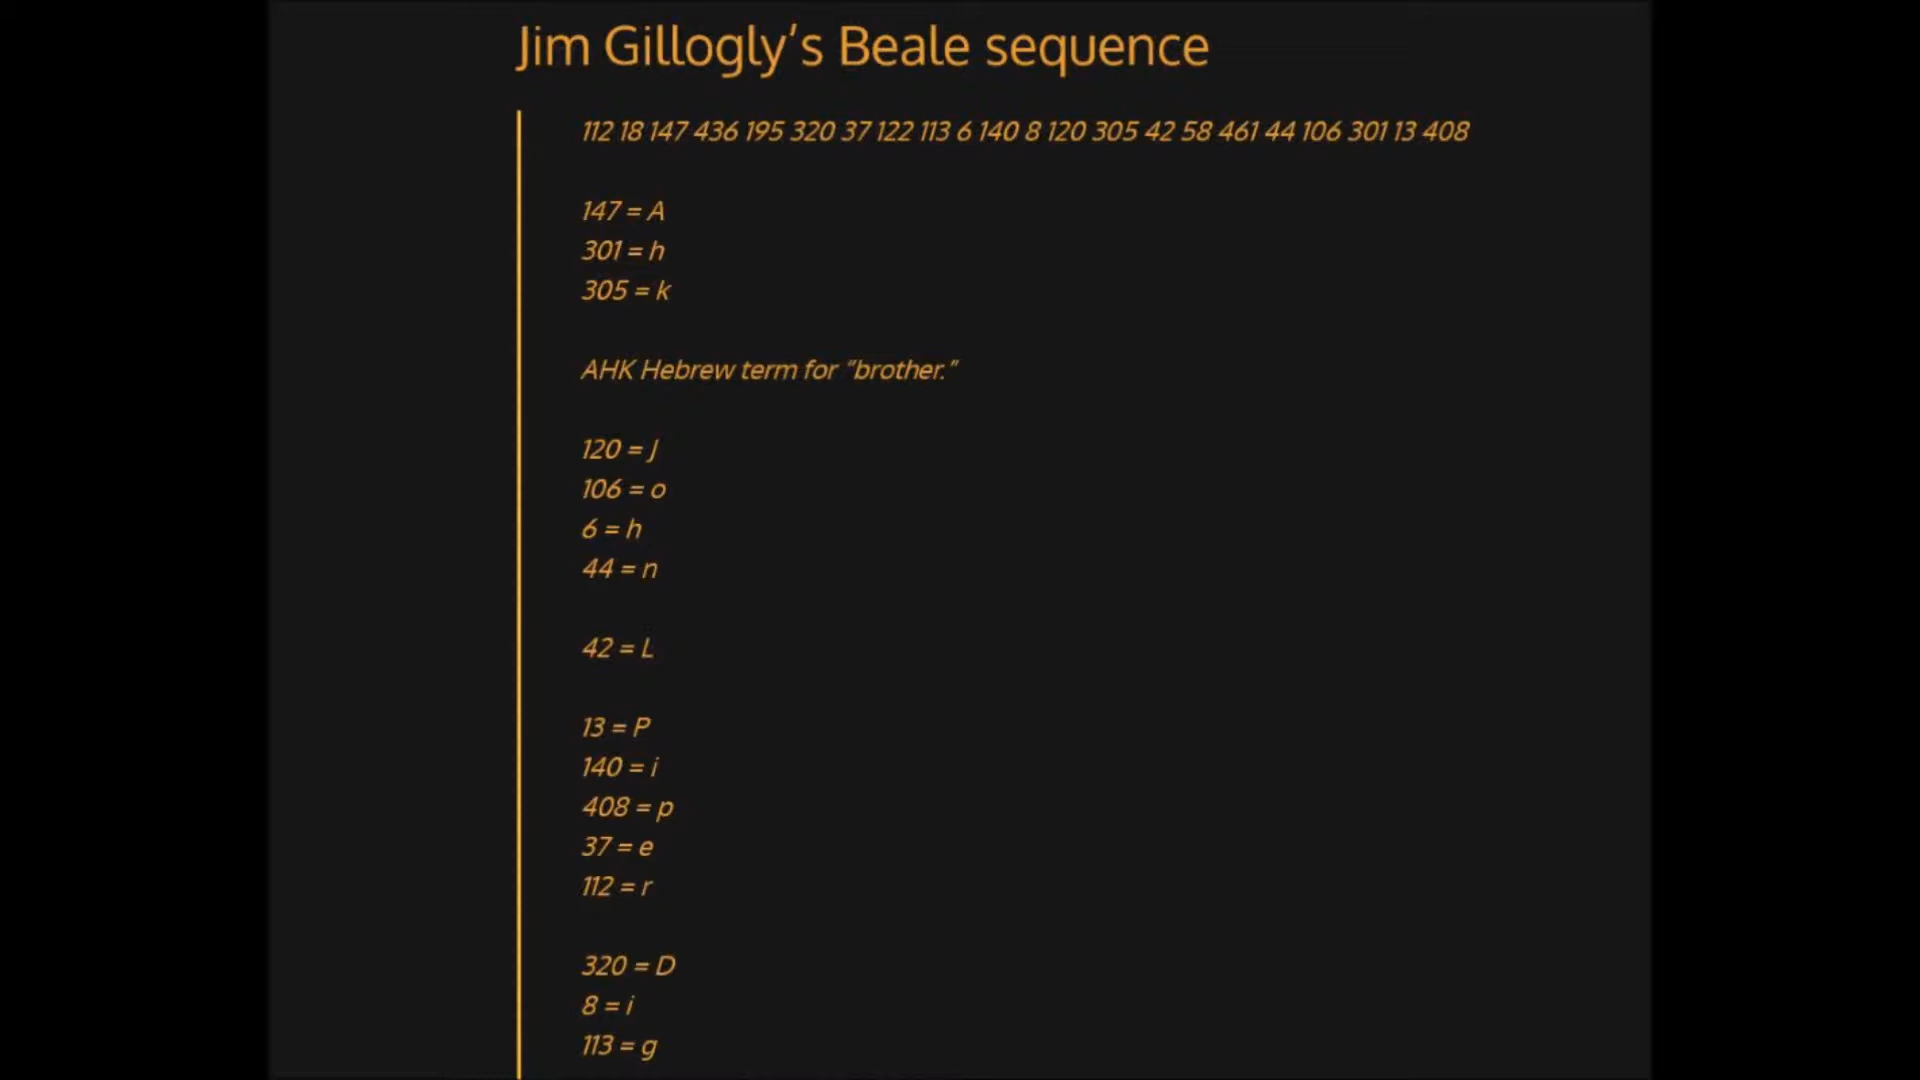 Jim Gillogly's Beale sequence
112 18 147 436 195 320 37 122 113 6 140 8 120 305 42 58 461 44 106 301 13 408
147 = A
301 = h
305 = k
AHK Hebrew term for "brother."
120 = J
106 = o
6 = h
44 = n
42 = L
13 = P
140 = i
408 = p
37 = e
112 = r
320 = D
8 = i
113 = g